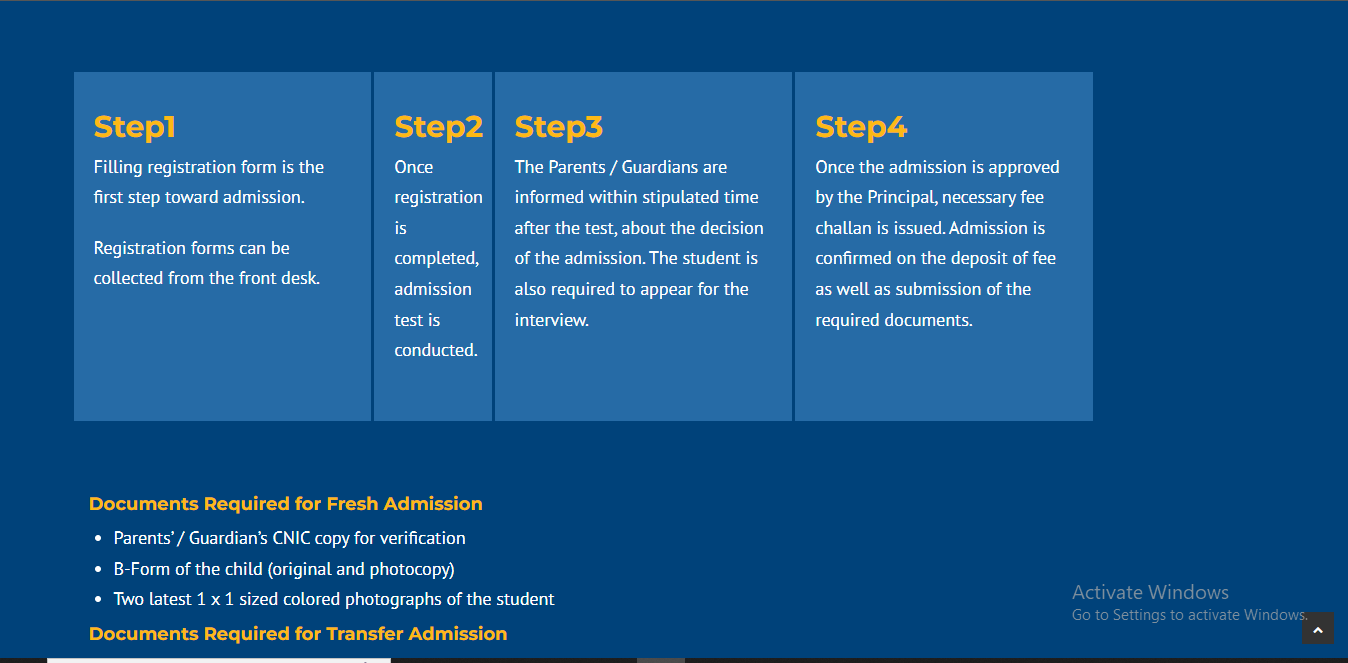 Step1
Filling registration form is the
first step toward admission.
Registration forms can be
collected from the front desk.
Step2
Once
registration
is
completed,
admission
test is
conducted.
Step3
The Parents / Guardians are
informed within stipulated time
after the test, about the decision
of the admission. The student is
also required to appear for the
interview.
Step4
Once the admission is approved
by the Principal, necessary fee
challan is issued. Admission is
confirmed on the deposit of fee
as well as submission of the
required documents.
Documents Required for Fresh Admission
• Parents’ / Guardian’s CNIC copy for verification
• B-Form of the child (original and photocopy)
• Two latest 1 x 1 sized colored photographs of the student
Documents Required for Transfer Admission
Activate Windows
Go to Settings to activate Windows.